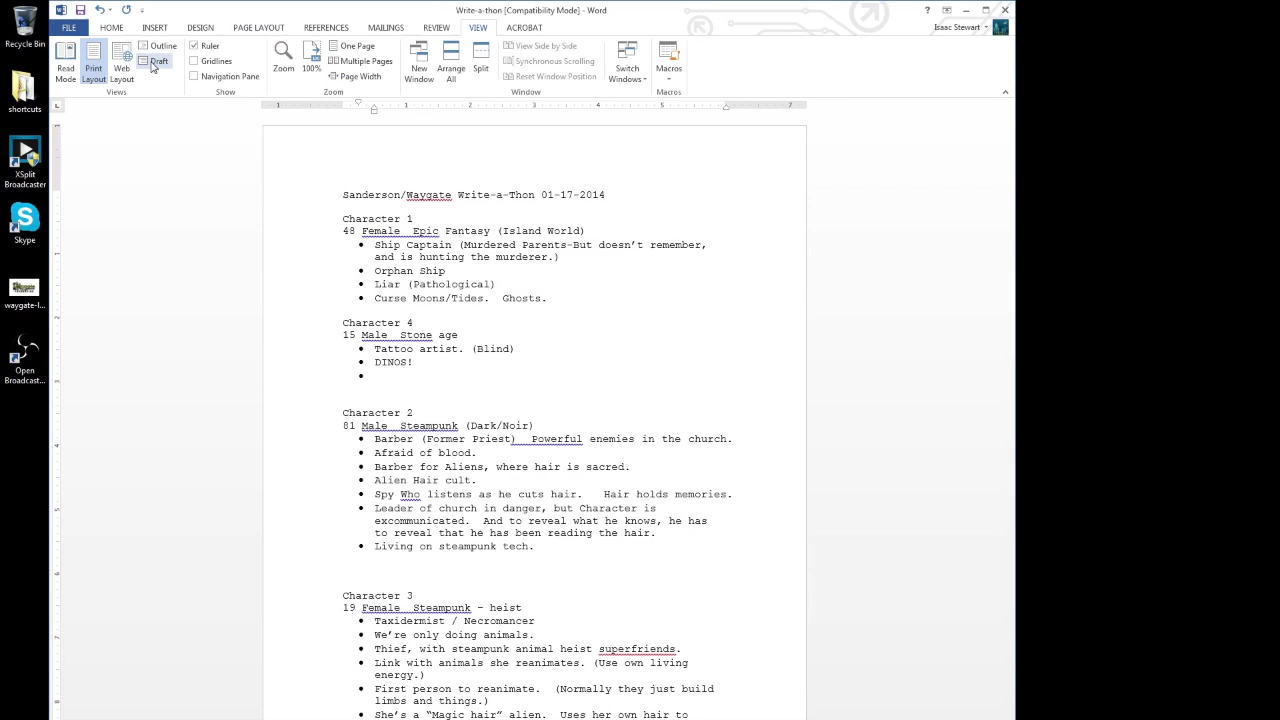 Write-a-thon [Compatibility Mode] - Word
FILE HOME INSERT DESIGN PAGE LAYOUT REFERENCES MAILINGS REVIEW VIEW ACROBAT
Isaac Stewart
Read Mode
Print Layout
Web Layout
Outline
Draft
Views
Ruler
Gridlines
Navigation Pane
Show
Zoom
100%
One Page
Multiple Pages
Page Width
Zoom
New Window
Arrange All
Split
View Side by Side
Synchronous Scrolling
Reset Window Position
Window
Switch Windows
Macros
Macros
Recycle Bin
shortcuts
XSplit Broadcaster
Skype
waygate-l...
Open Broadcast...
Sanderson/Waygate Write-a-Thon 01-17-2014
Character 1
48 Female Epic Fantasy (Island World)
• Ship Captain (Murdered Parents-But doesn't remember,
and is hunting the murderer.)
• Orphan Ship
• Liar (Pathological)
• Curse Moons/Tides. Ghosts.
Character 4
15 Male Stone age
• Tattoo artist. (Blind)
• DINOS!
•
Character 2
81 Male Steampunk (Dark/Noir)
• Barber (Former Priest) Powerful enemies in the church.
• Afraid of blood.
• Barber for Aliens, where hair is sacred.
• Alien Hair cult.
• Spy Who listens as he cuts hair. Hair holds memories.
• Leader of church in danger, but Character is
excommunicated. And to reveal what he knows, he has
to reveal that he has been reading the hair.
• Living on steampunk tech.
Character 3
19 Female Steampunk – heist
• Taxidermist / Necromancer
• We're only doing animals.
• Thief, with steampunk animal heist superfriends.
• Link with animals she reanimates. (Use own living
energy.)
• First person to reanimate. (Normally they just build
limbs and things.)
• She's a "Magic hair" alien. Uses her own hair to